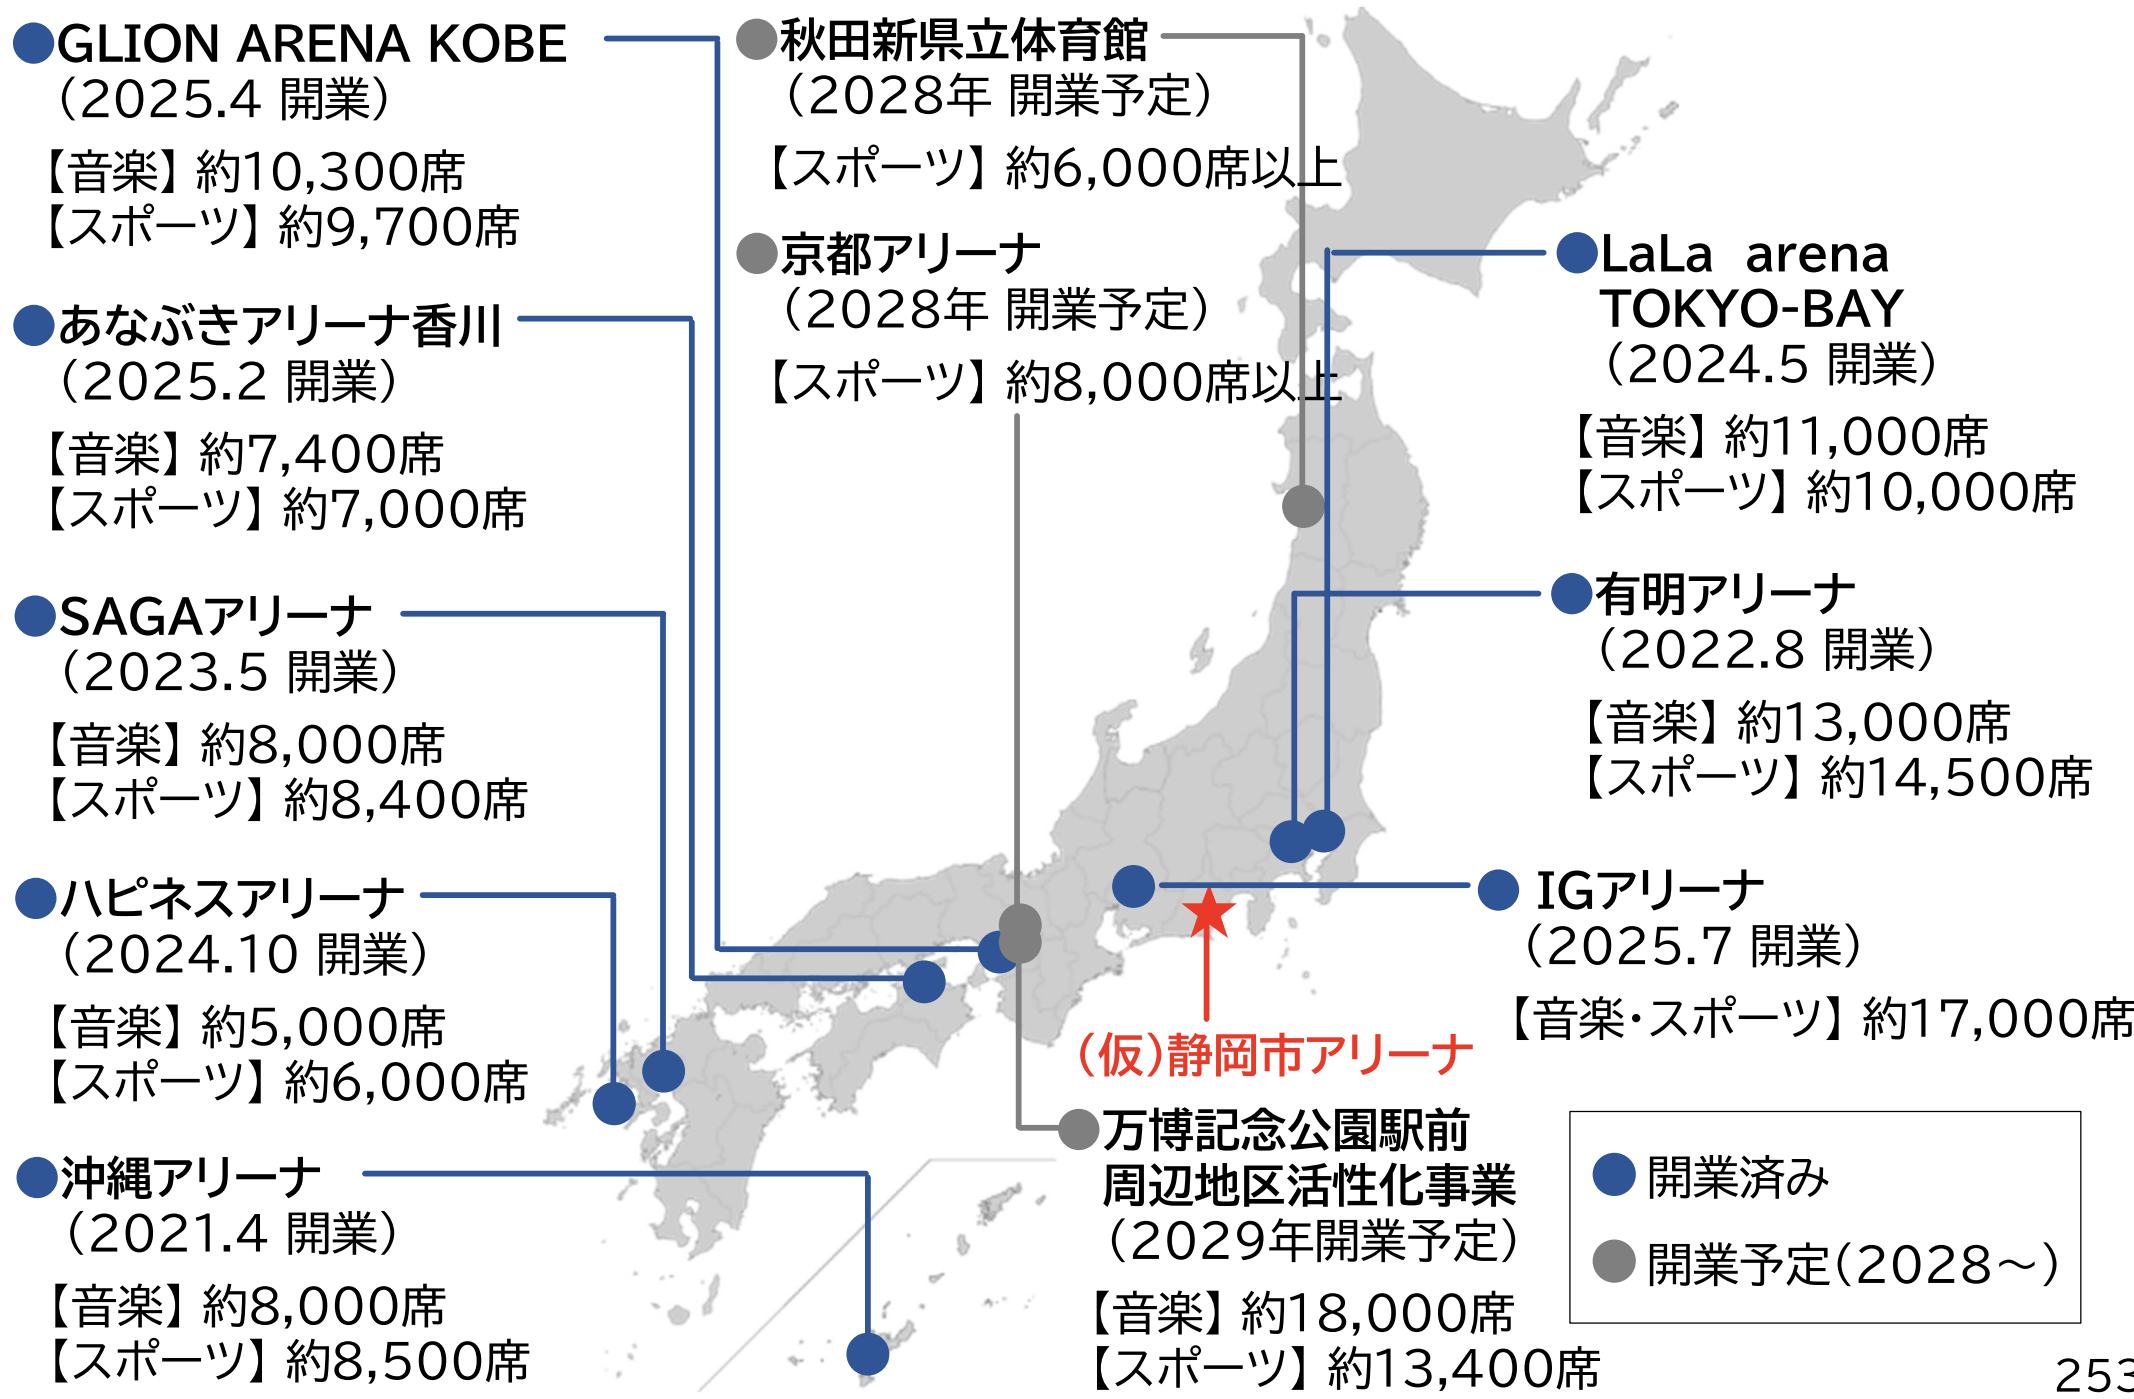 GLION ARENA KOBE
（2025.4 開業）
【音楽】 約10,300席
【スポーツ】 約9,700席
あなぶきアリーナ香川
（2025.2 開業）
【音楽】 約7,400席
【スポーツ】 約7,000席
SAGAアリーナ
（2023.5 開業）
【音楽】 約8,000席
【スポーツ】 約8,400席
ハピネスアリーナ
（2024.10 開業）
【音楽】 約5,000席
【スポーツ】 約6,000席
沖縄アリーナ
（2021.4 開業）
【音楽】 約8,000席
【スポーツ】 約8,500席
秋田新県立体育館
（2028年 開業予定）
【スポーツ】 約6,000席以上
京都アリーナ
（2028年 開業予定）
【スポーツ】 約8,000席以上
LaLa arena
TOKYO-BAY
（2024.5 開業）
【音楽】 約11,000席
【スポーツ】 約10,000席
有明アリーナ
（2022.8 開業）
【音楽】 約13,000席
【スポーツ】 約14,500席
IGアリーナ
（2025.7 開業）
【音楽・スポーツ】 約17,000席
（仮）静岡市アリーナ
万博記念公園駅前
周辺地区活性化事業
（2029年開業予定）
【音楽】 約18,000席
【スポーツ】 約13,400席
開業済み
開業予定（2028～）
253